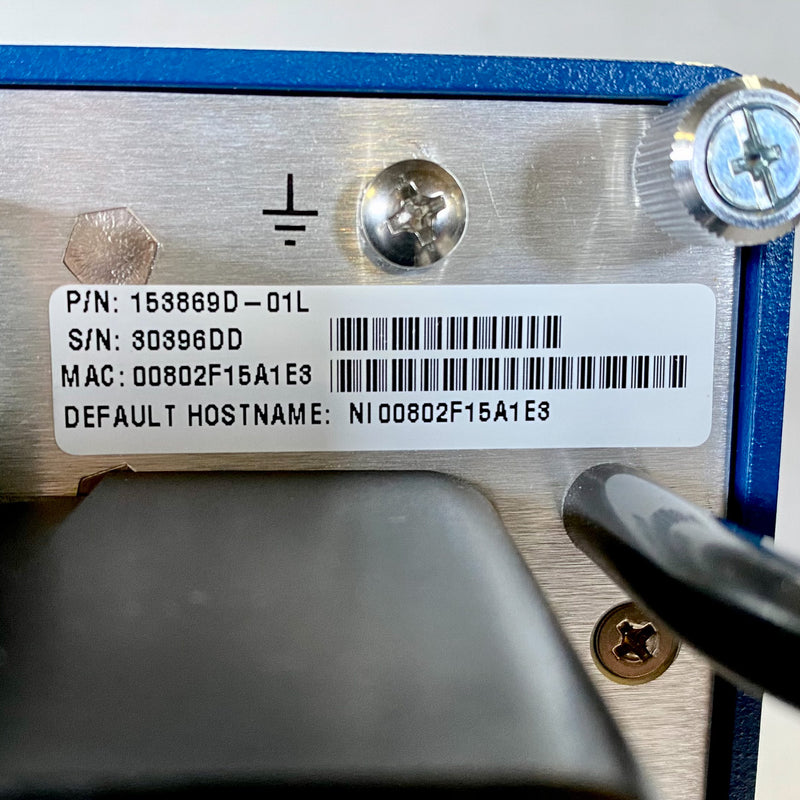 P/N: 153869D-01L
S/N: 30396DD
MAC: 00802F15A1E3
DEFAULT HOSTNAME: NI00802F15A1E3